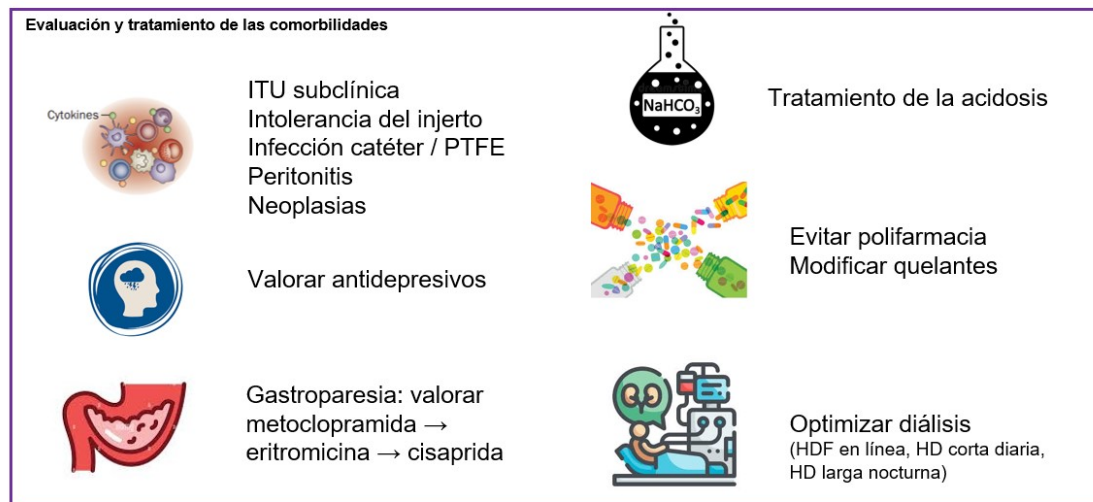 Evaluación y tratamiento de las comorbilidades
Cytokines
ITU subclínica
Intolerancia del injerto
Infección catéter / PTFE
Peritonitis
Neoplasias
Valorar antidepresivos
Gastroparesia: valorar
metoclopramida →
eritromicina → cisaprida
NaHCO₃
Tratamiento de la acidosis
Evitar polifarmacia
Modificar quelantes
Optimizar diálisis
(HDF en línea, HD corta diaria,
HD larga nocturna)